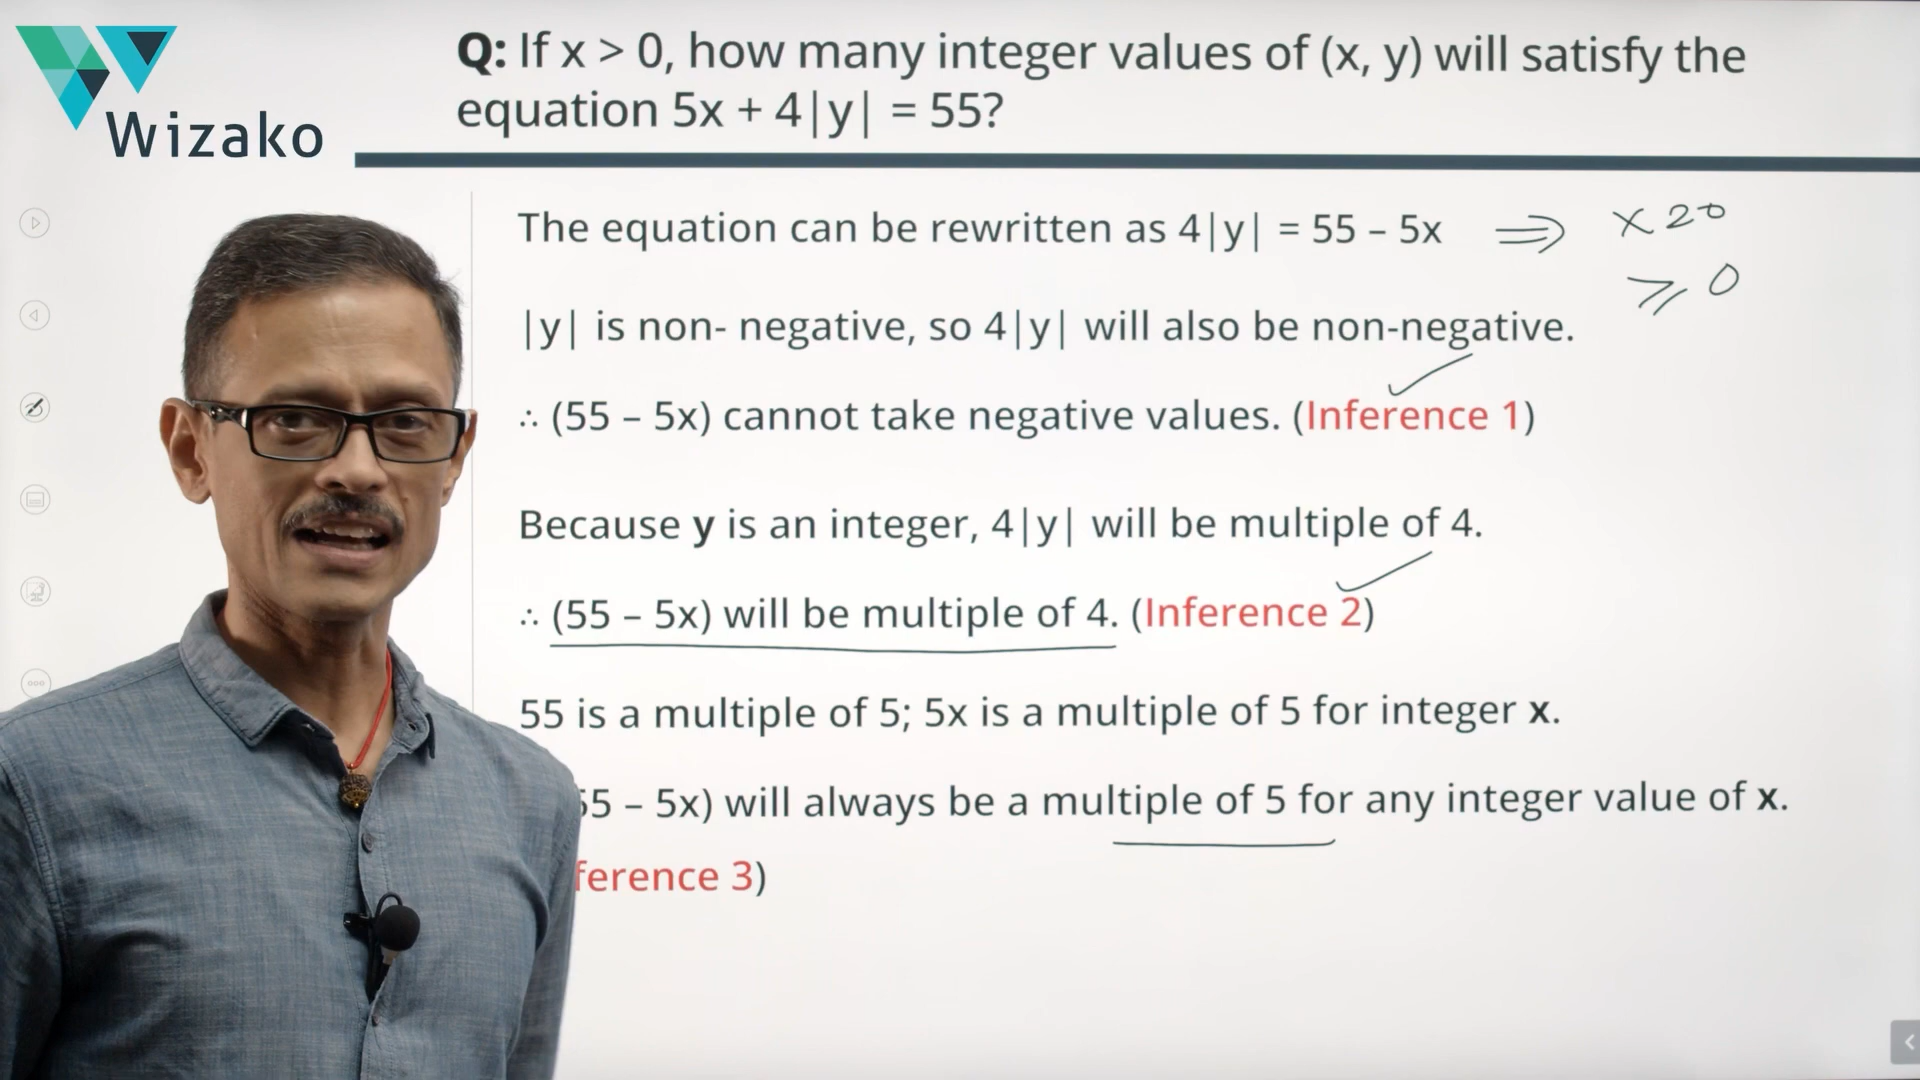 Wizako
Q: If x > 0, how many integer values of (x, y) will satisfy the
equation 5x + 4|y| = 55?
The equation can be rewritten as 4|y| = 55 – 5x ⇒ x 20
⩾ 0
|y| is non- negative, so 4|y| will also be non-negative.
∴ (55 – 5x) cannot take negative values. (Inference 1)
Because y is an integer, 4|y| will be multiple of 4.
∴ (55 – 5x) will be multiple of 4. (Inference 2)
55 is a multiple of 5; 5x is a multiple of 5 for integer x.
5 – 5x) will always be a multiple of 5 for any integer value of x.
ference 3)